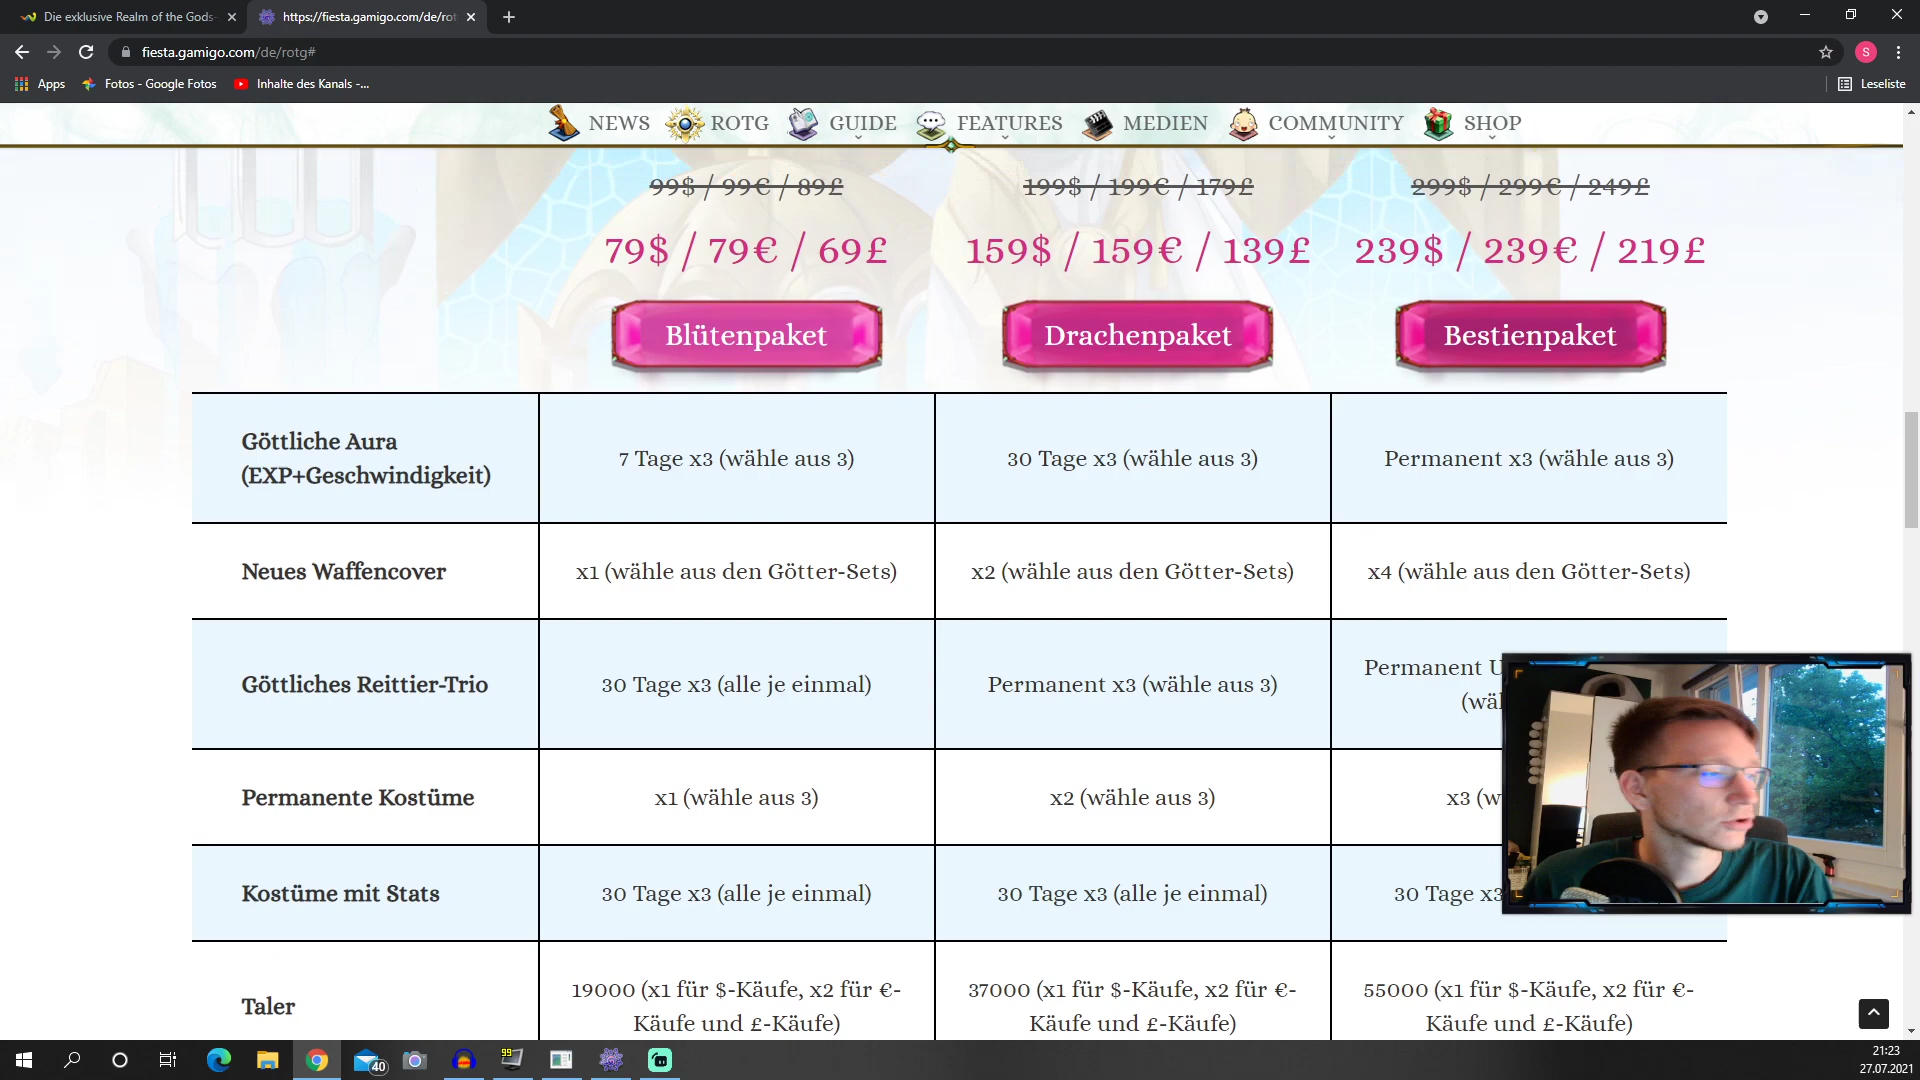 Die exklusive Realm of the Gods-
https://fiesta.gamigo.com/de/rot
fiesta.gamigo.com/de/rotg#
S
Apps
Fotos - Google Fotos
Inhalte des Kanals -...
Leseliste
NEWS
ROTG
GUIDE
FEATURES
MEDIEN
COMMUNITY
SHOP
99$ / 99€ / 89£
199$ / 199€ / 179£
299$ / 299€ / 249£
79$ / 79€ / 69£
159$ / 159€ / 139£
239$ / 239€ / 219£
Blütenpaket
Drachenpaket
Bestienpaket
Göttliche Aura
(EXP+Geschwindigkeit)
7 Tage x3 (wähle aus 3)
30 Tage x3 (wähle aus 3)
Permanent x3 (wähle aus 3)
Neues Waffencover
x1 (wähle aus den Götter-Sets)
x2 (wähle aus den Götter-Sets)
x4 (wähle aus den Götter-Sets)
Göttliches Reittier-Trio
30 Tage x3 (alle je einmal)
Permanent x3 (wähle aus 3)
Permanent
Permanente Kostüme
x1 (wähle aus 3)
x2 (wähle aus 3)
x3 (w
Kostüme mit Stats
30 Tage x3 (alle je einmal)
30 Tage x3 (alle je einmal)
30 Tage x3
Taler
19000 (x1 für $-Käufe, x2 für €-
Käufe und £-Käufe)
37000 (x1 für $-Käufe, x2 für €-
Käufe und £-Käufe)
55000 (x1 für $-Käufe, x2 für €-
Käufe und £-Käufe)
40
99
21:23
27.07.2021